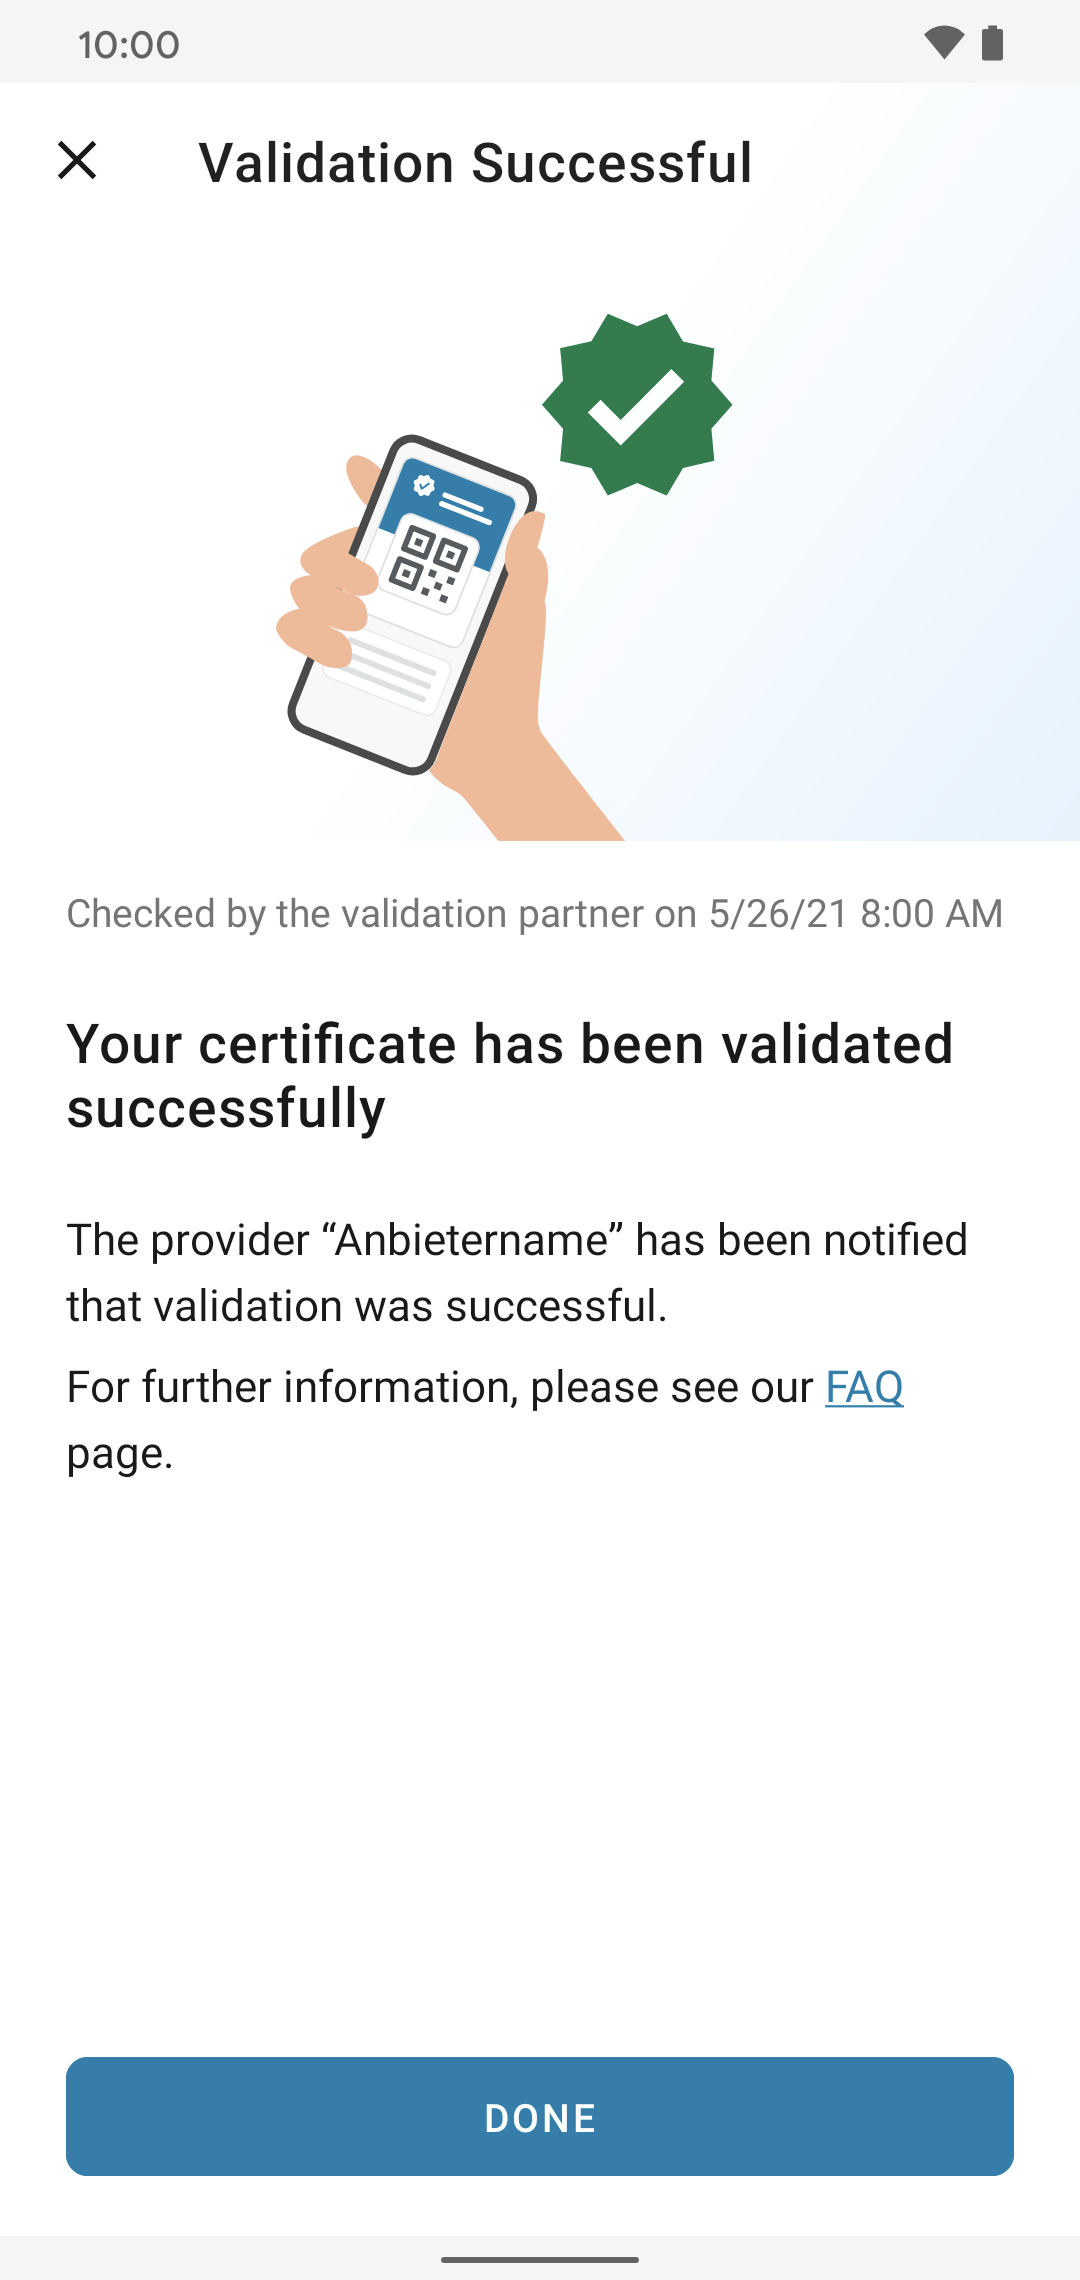 10:00
Validation Successful
Checked by the validation partner on 5/26/21 8:00 AM
Your certificate has been validated
successfully
The provider “Anbietername” has been notified
that validation was successful.
For further information, please see our FAQ
page.
DONE